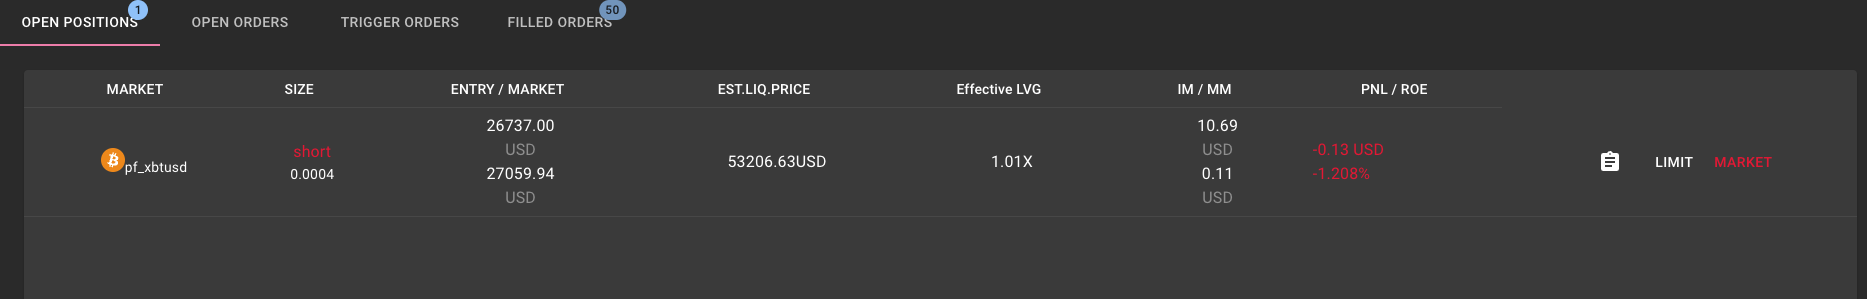 OPEN POSITIONS 1 OPEN ORDERS TRIGGER ORDERS FILLED ORDERS 50
MARKET SIZE ENTRY / MARKET EST.LIQ.PRICE Effective LVG IM / MM PNL / ROE
pf_xbtusd
short
0.0004
26737.00
USD
27059.94
USD
53206.63USD
1.01X
10.69
USD
0.11
USD
-0.13 USD
-1.208%
LIMIT MARKET